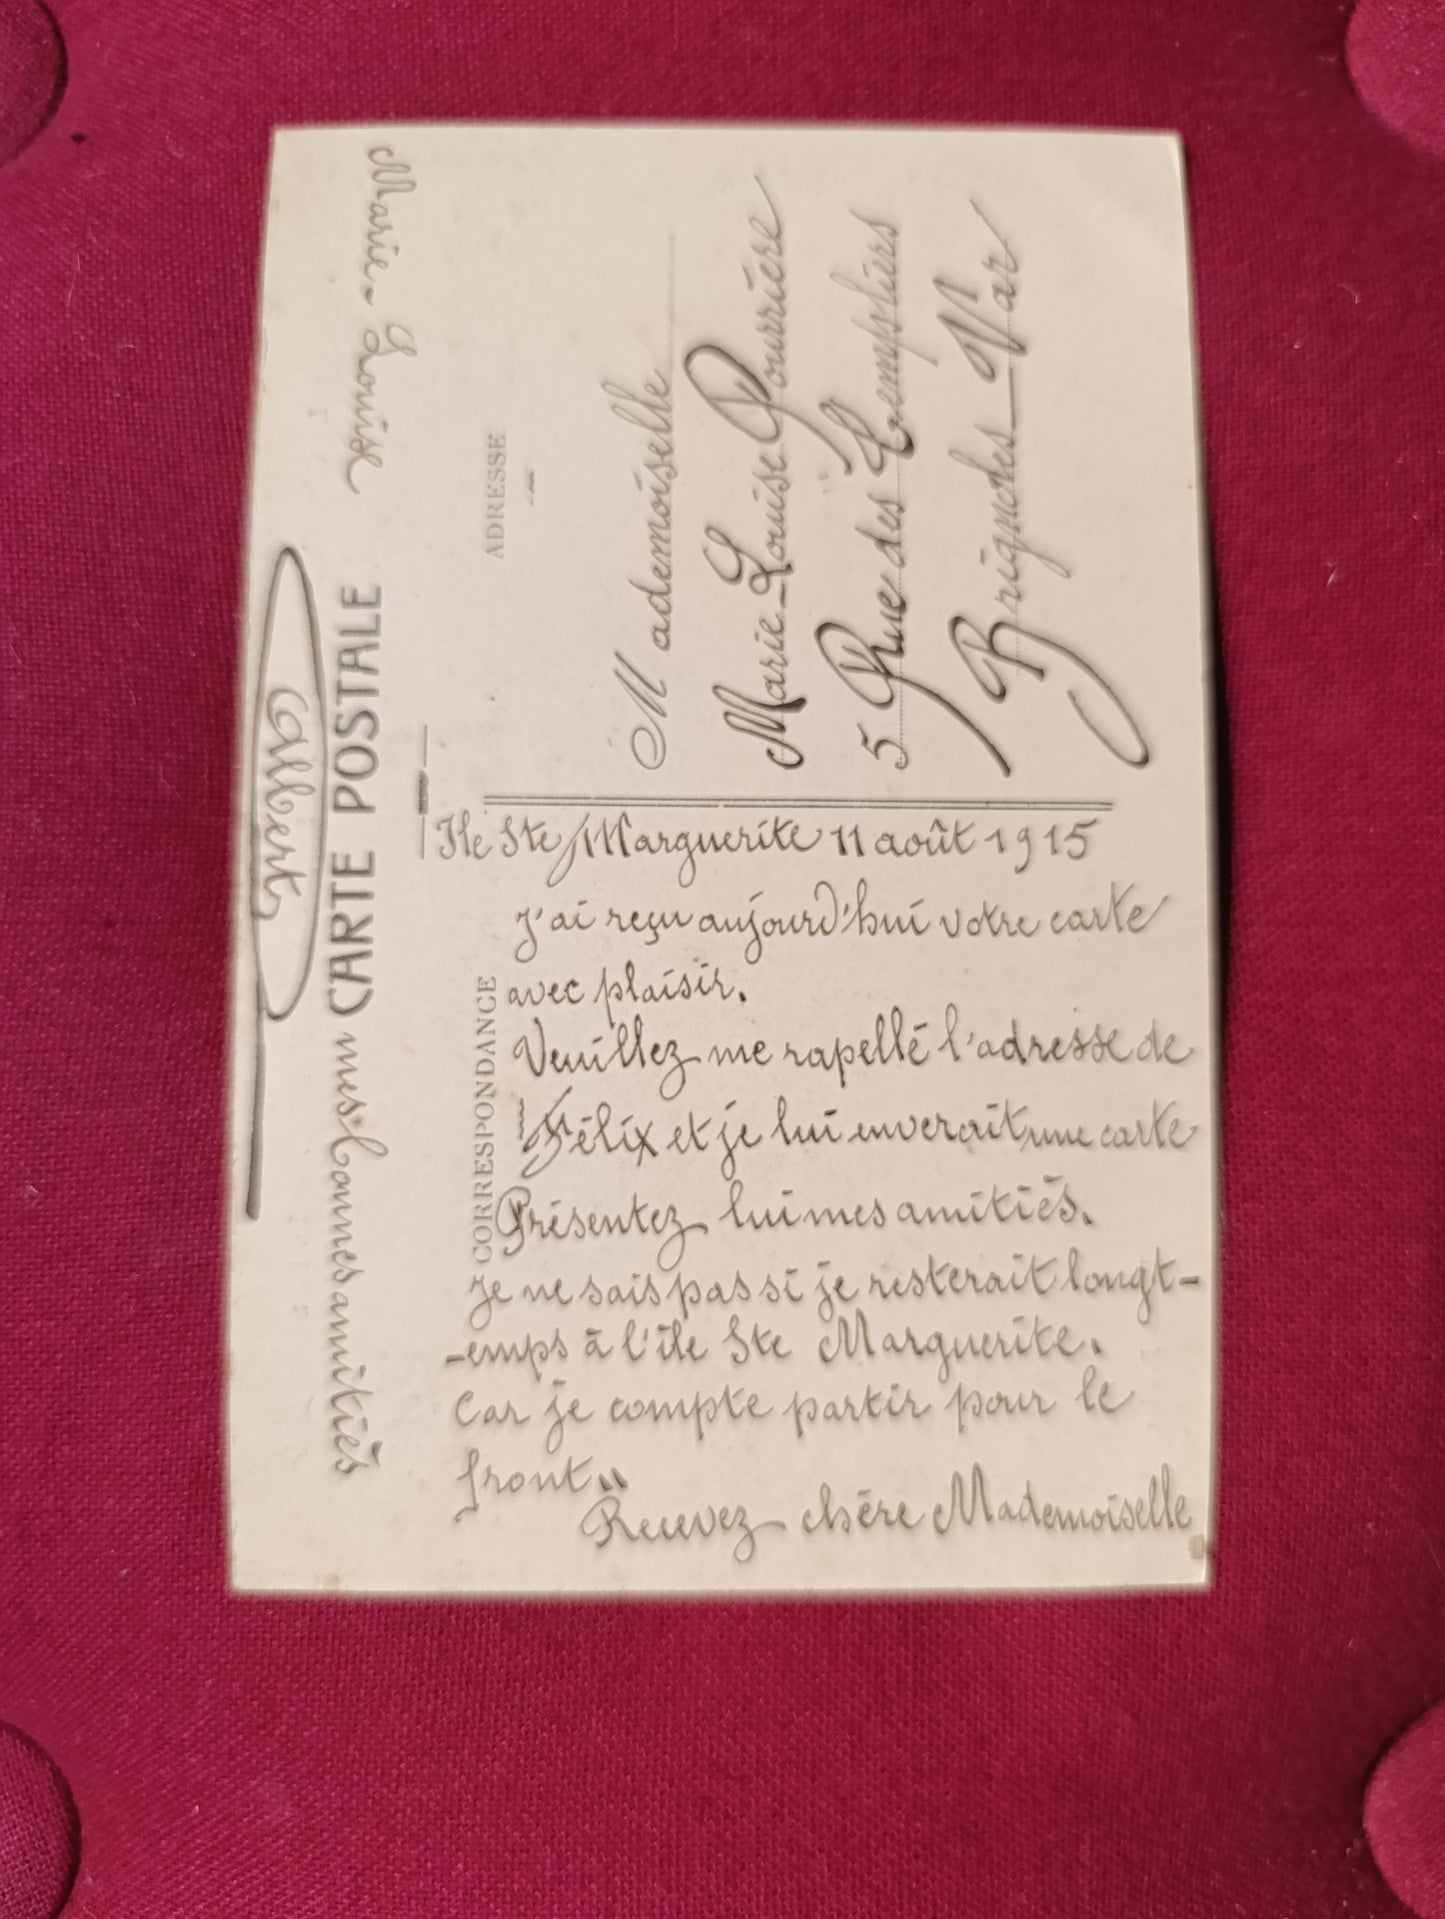 CARTE POSTALE
CORRESPONDANCE
Ile Ste Marguerite 11 août 1915
J'ai reçu aujourd'hui votre carte
avec plaisir.
Veuillez me rapellé l'adresse de
Félix et je lui enverait une carte
Présentez lui mes amitiés.
Je ne sais pas si je resterait longt-
-emps à l'île Ste Marguerite.
Car je compte partir pour le
front..
Recevez chère Mademoiselle
Marie-Louise
mes bonnes amitiés
Albert
ADRESSE
Mademoiselle
Marie-Louise Pourrière
5 Rue des Templiers
Brignoles_Var